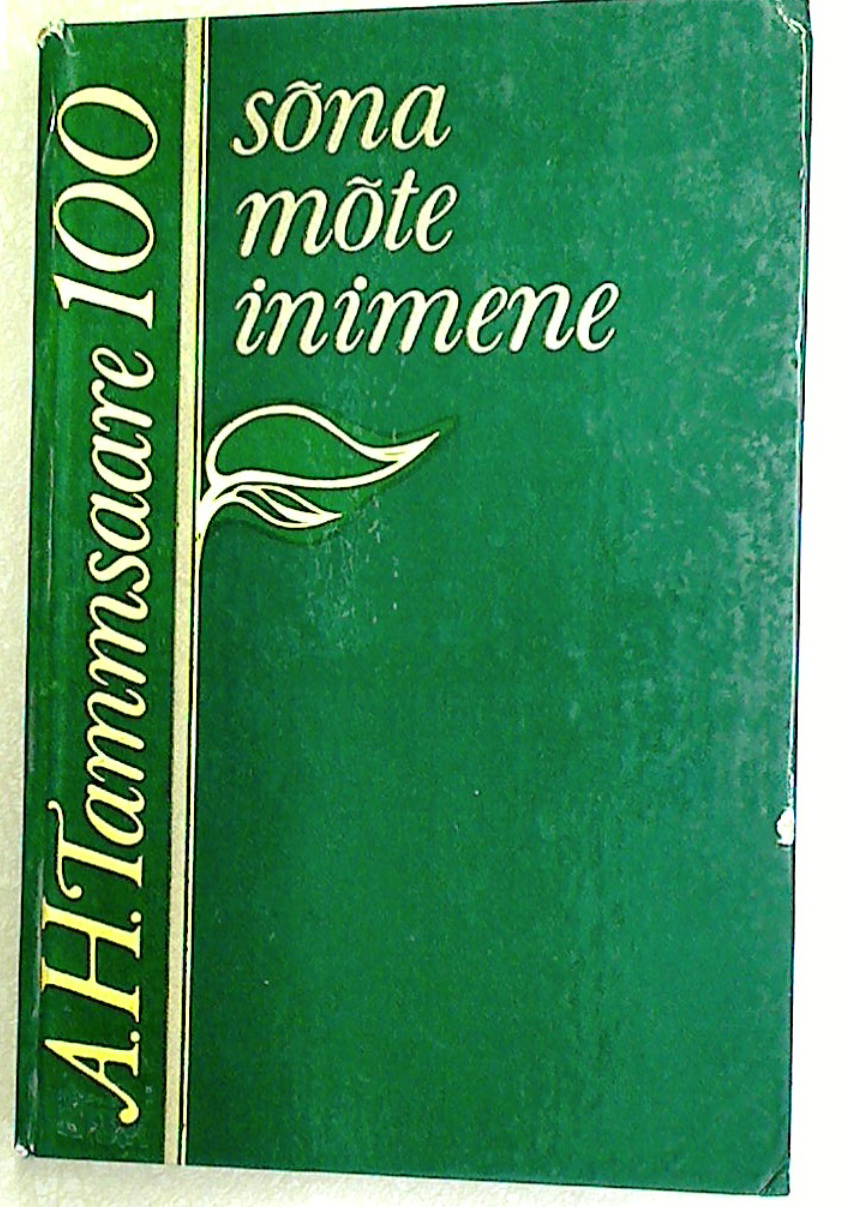 A.H.Tammsaare 100
sõna
mõte
inimene